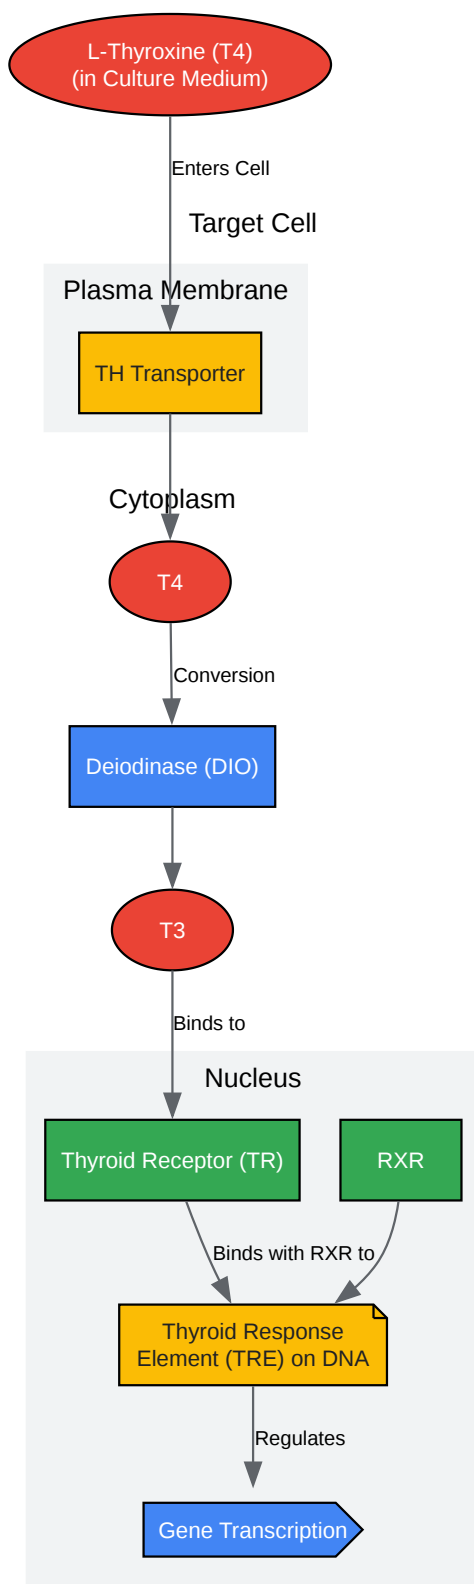 L-Thyroxine (T4)
(in Culture Medium)
Enters Cell
Target Cell
Plasma Membrane
TH Transporter
Cytoplasm
T4
Conversion
Deiodinase (DIO)
T3
Binds to
Nucleus
Thyroid Receptor (TR)
RXR
Binds with RXR to
Thyroid Response
Element (TRE) on DNA
Regulates
Gene Transcription